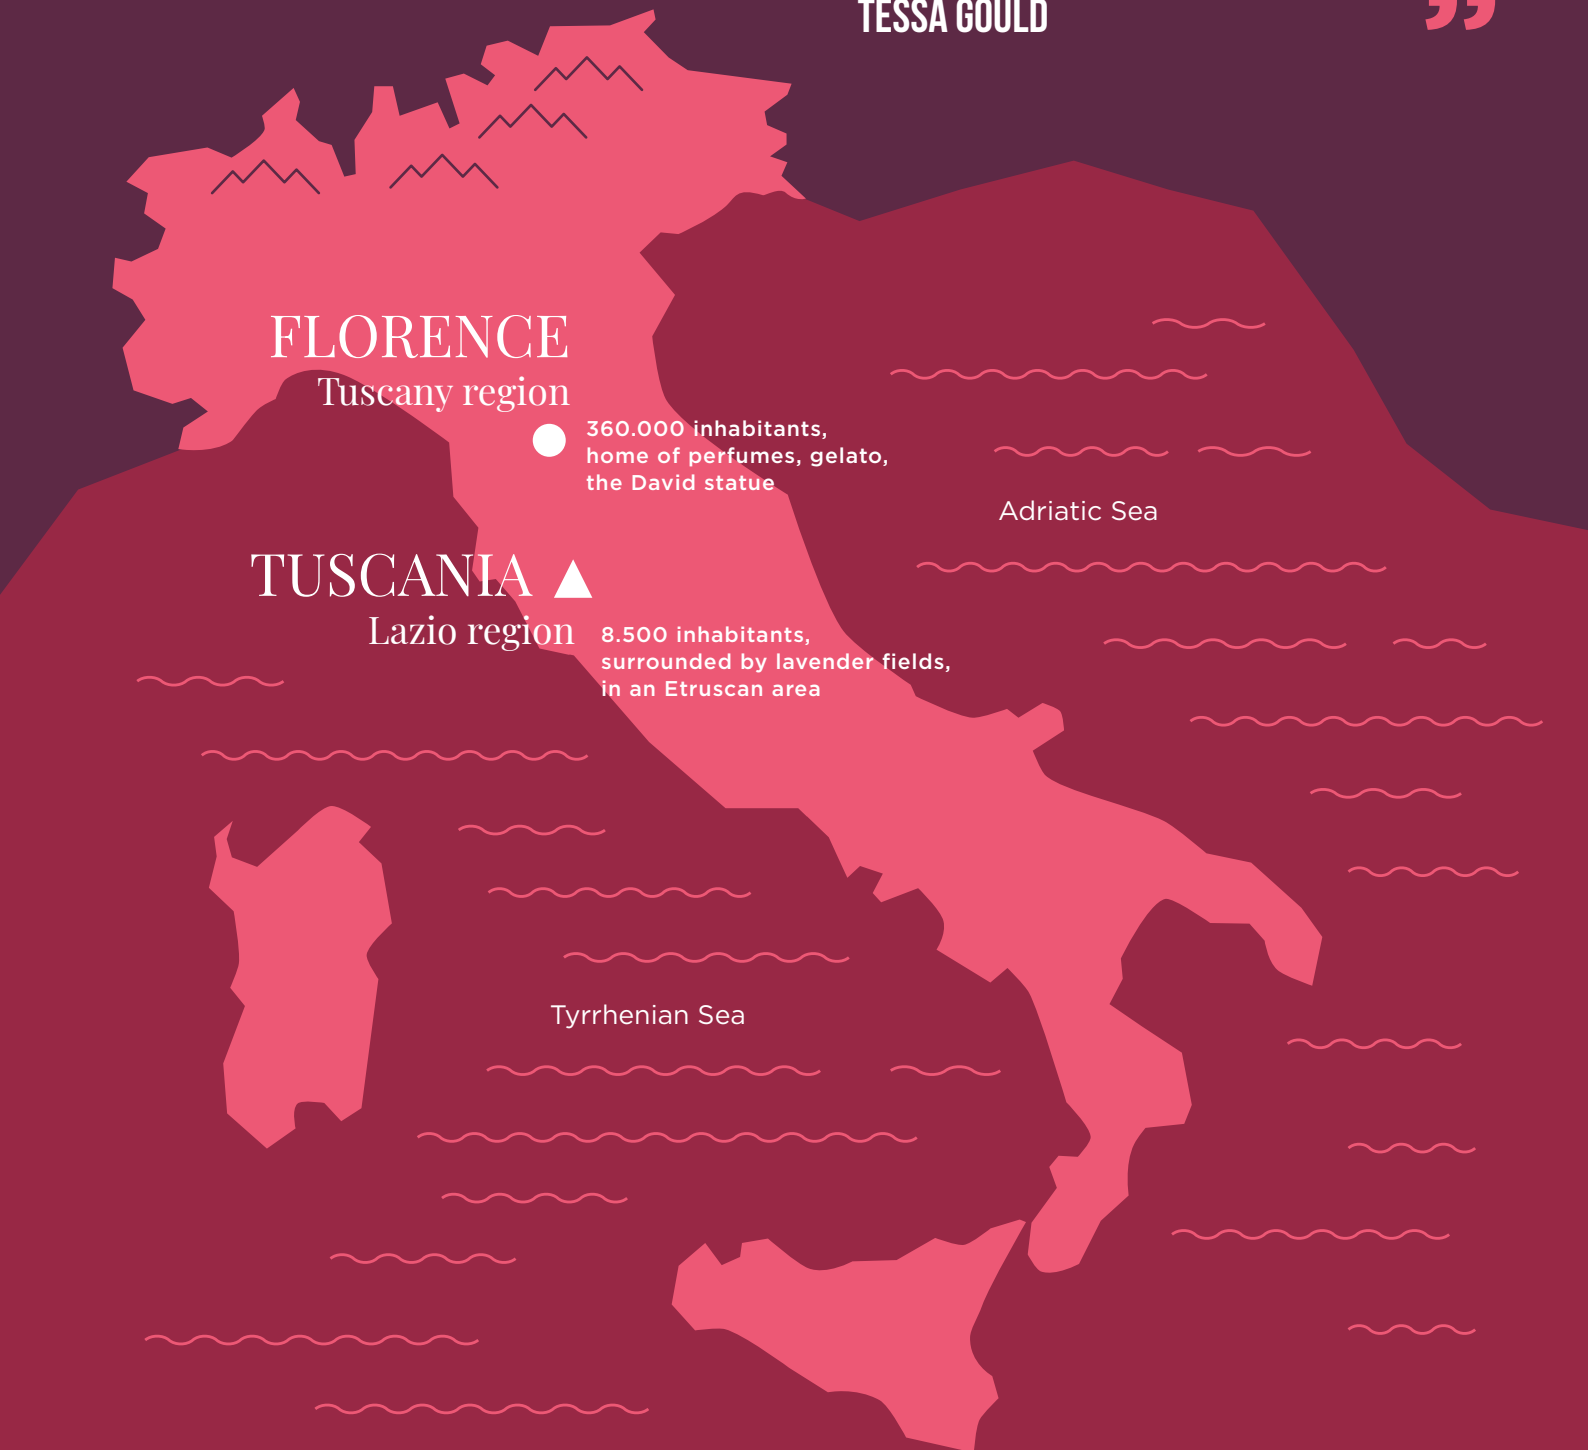 TESSA GOULD
”
FLORENCE
Tuscany region
360.000 inhabitants,
home of perfumes, gelato,
the David statue
Adriatic Sea
TUSCANIA
Lazio region
8.500 inhabitants,
surrounded by lavender fields,
in an Etruscan area
Tyrrhenian Sea